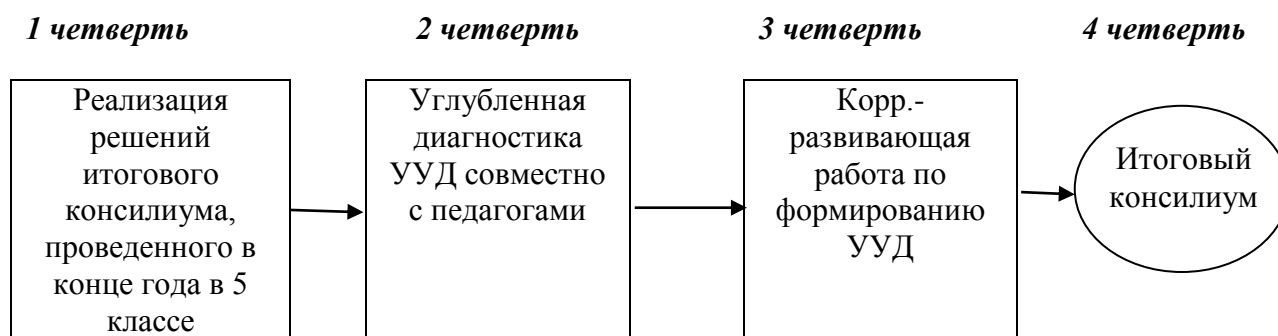 1 четверть
2 четверть
3 четверть
4 четверть
Реализация
решений
итогового
консилиума,
проведенного в
конце года в 5
классе
Углубленная
диагностика
УУД совместно
с педагогами
Корр.-
развивающая
работа по
формированию
УУД
Итоговый
консилиум